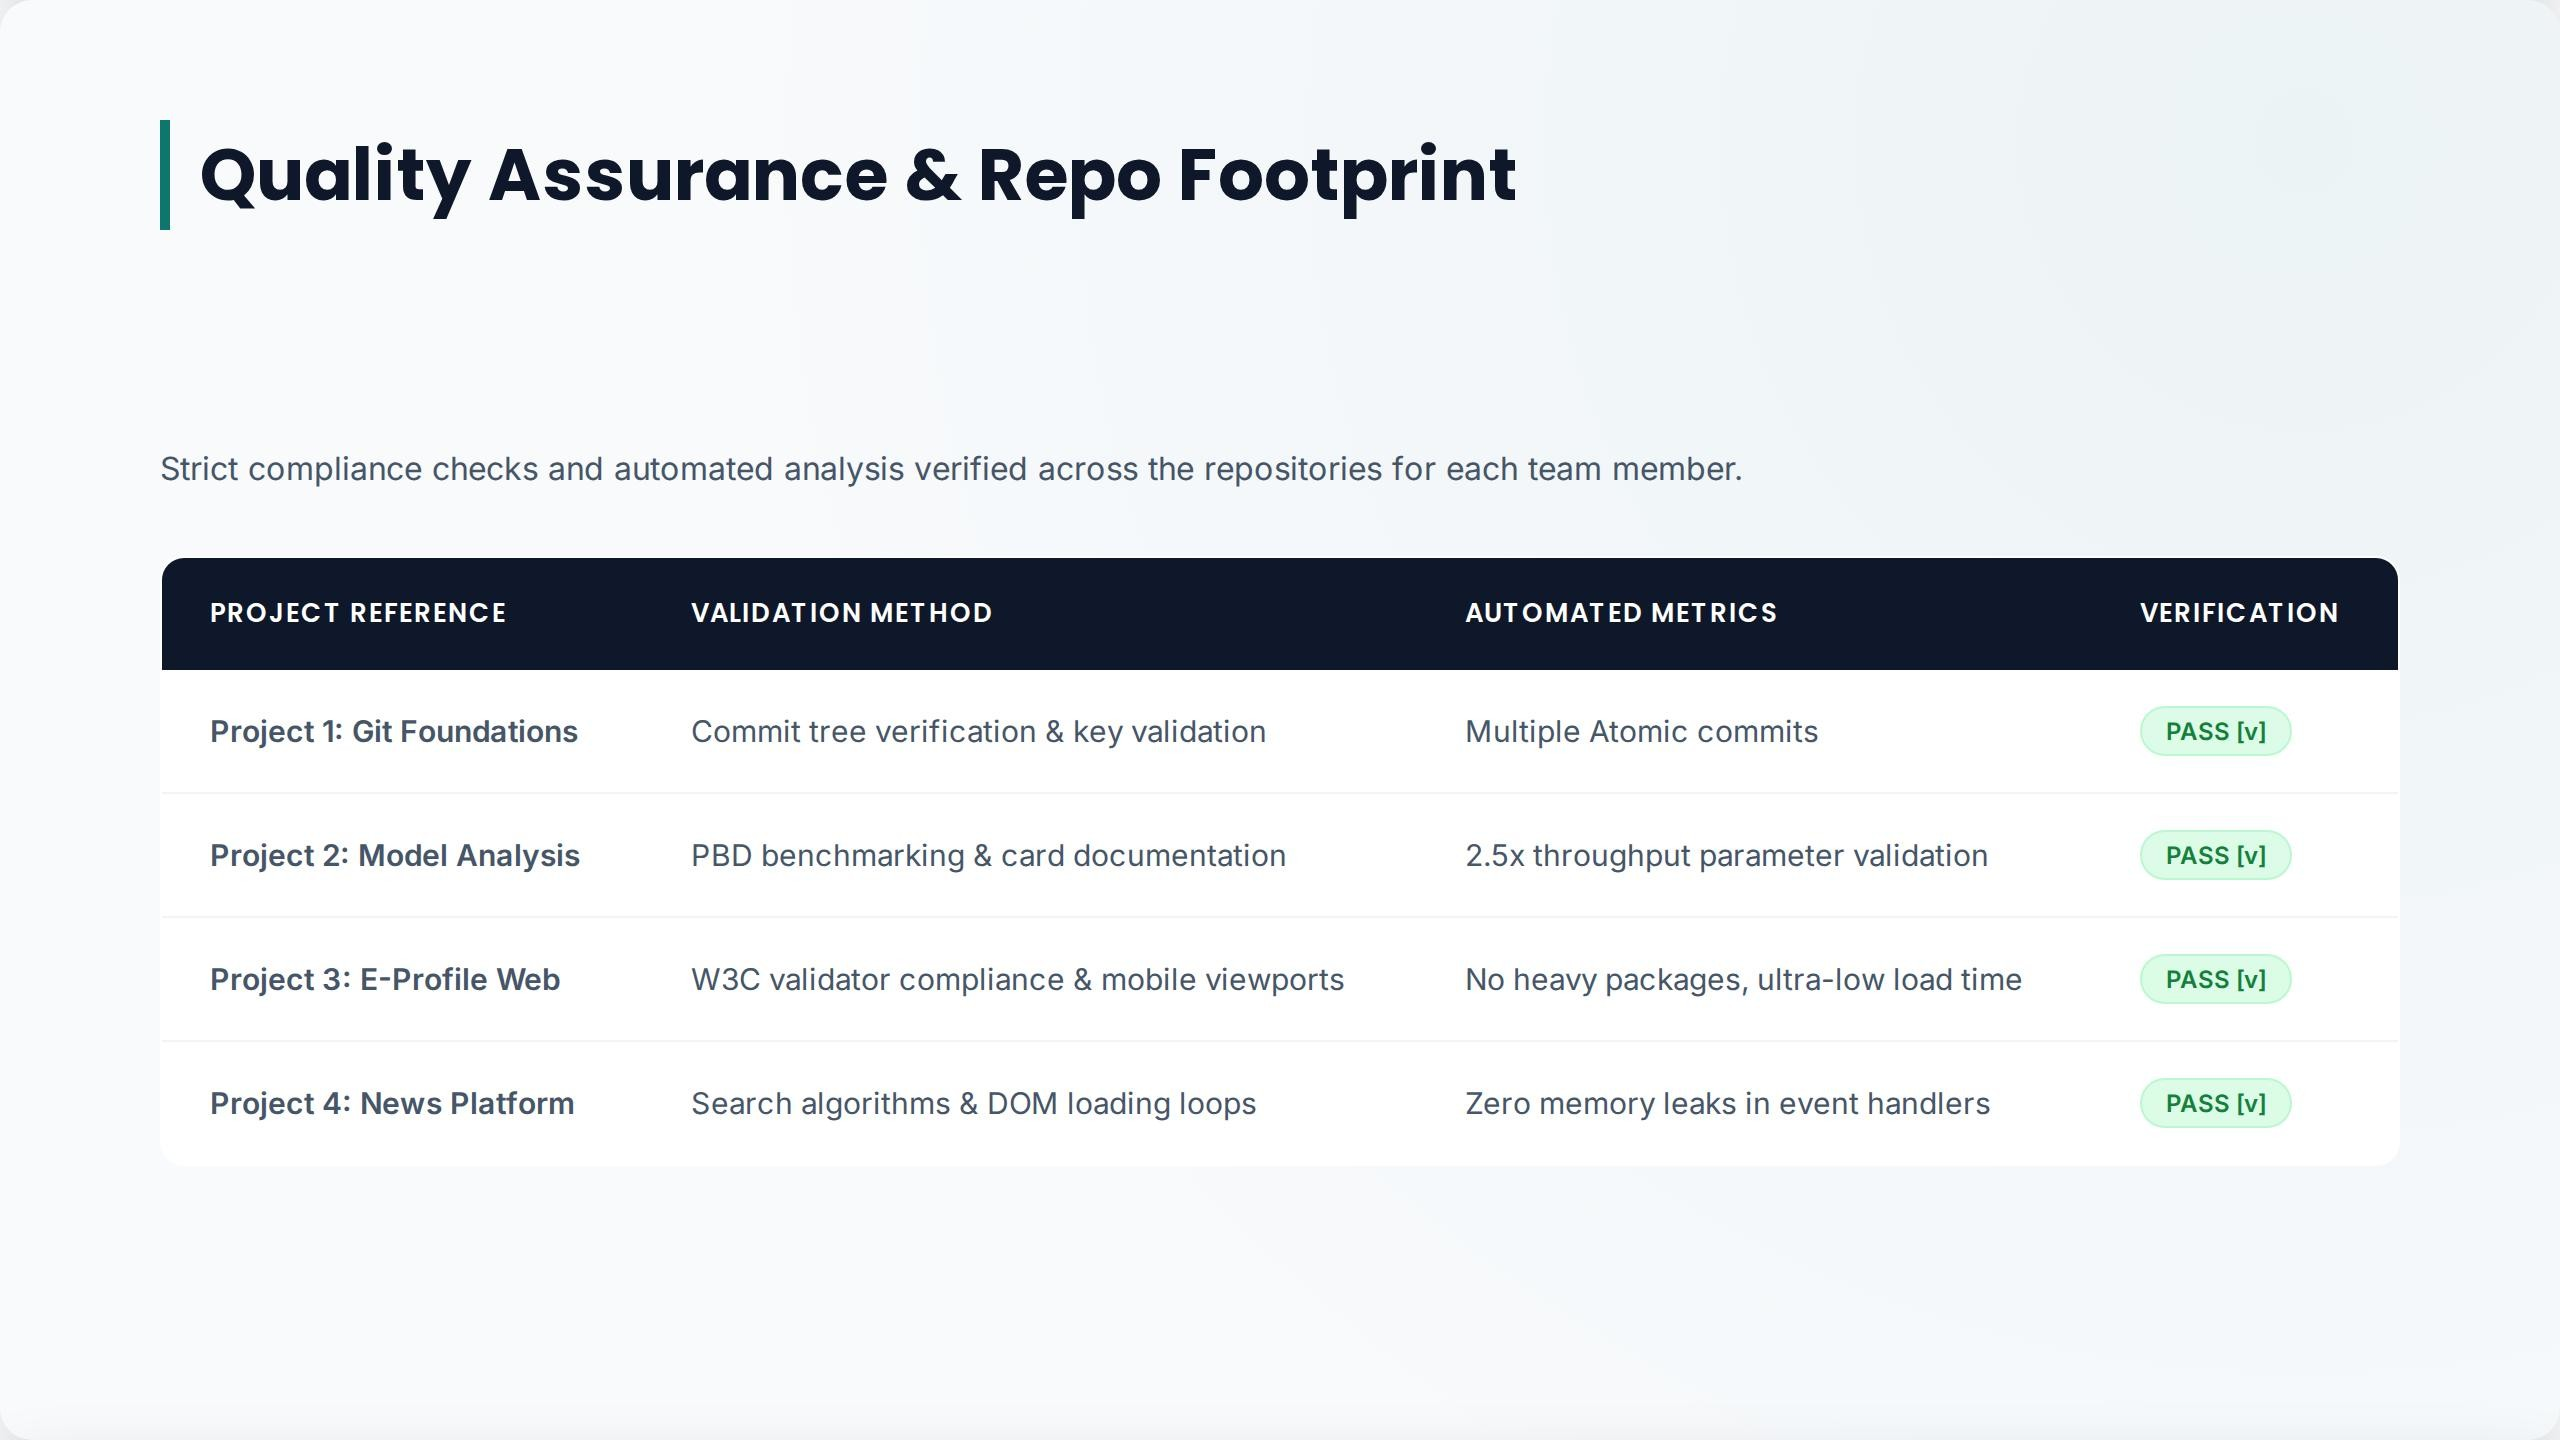 Quality Assurance & Repo Footprint
Strict compliance checks and automated analysis verified across the repositories for each team member.
PROJECT REFERENCE VALIDATION METHOD AUTOMATED METRICS VERIFICATION
Project 1: Git Foundations Commit tree verification & key validation Multiple Atomic commits PASS [v]
Project 2: Model Analysis PBD benchmarking & card documentation 2.5x throughput parameter validation PASS [v]
Project 3: E-Profile Web W3C validator compliance & mobile viewports No heavy packages, ultra-low load time PASS [v]
Project 4: News Platform Search algorithms & DOM loading loops Zero memory leaks in event handlers PASS [v]